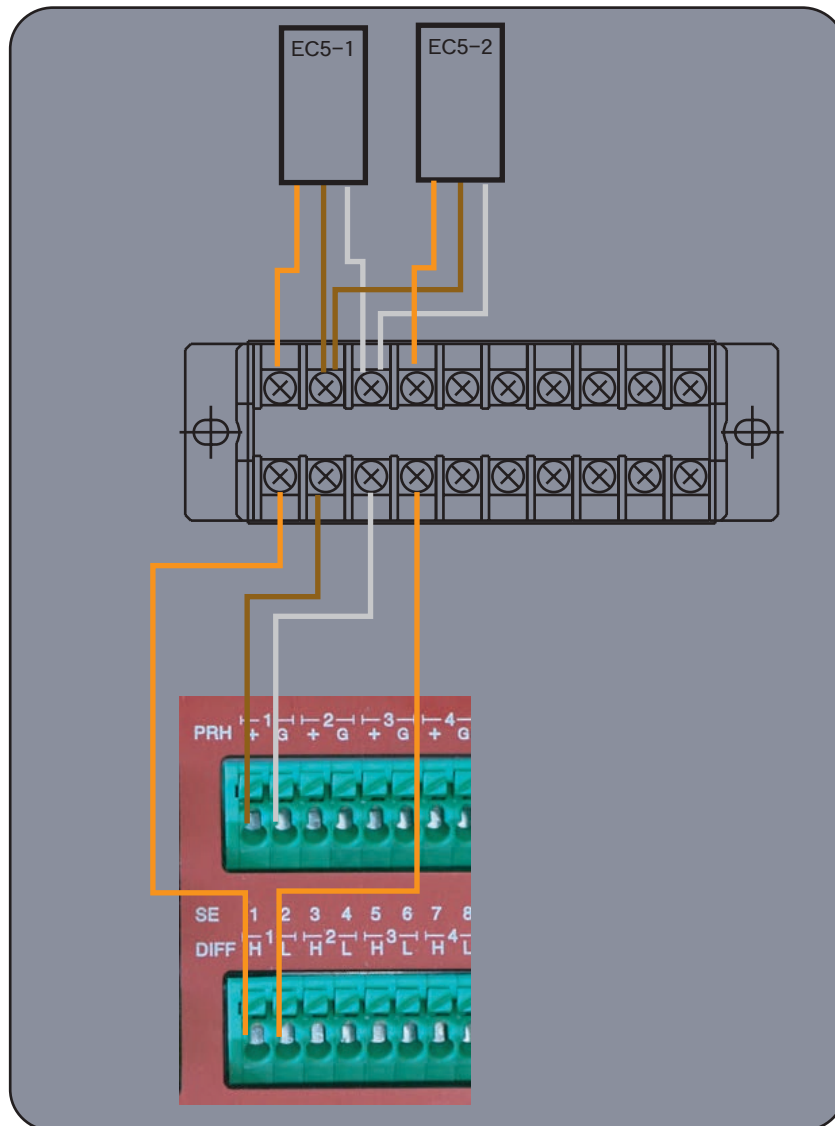 EC5-1 EC5-2
1 2 3 4
PRH + G + G + G + G
SE 1 2 3 4 5 6 7 8
1 2 3 4
DIFF H L H L H L H L